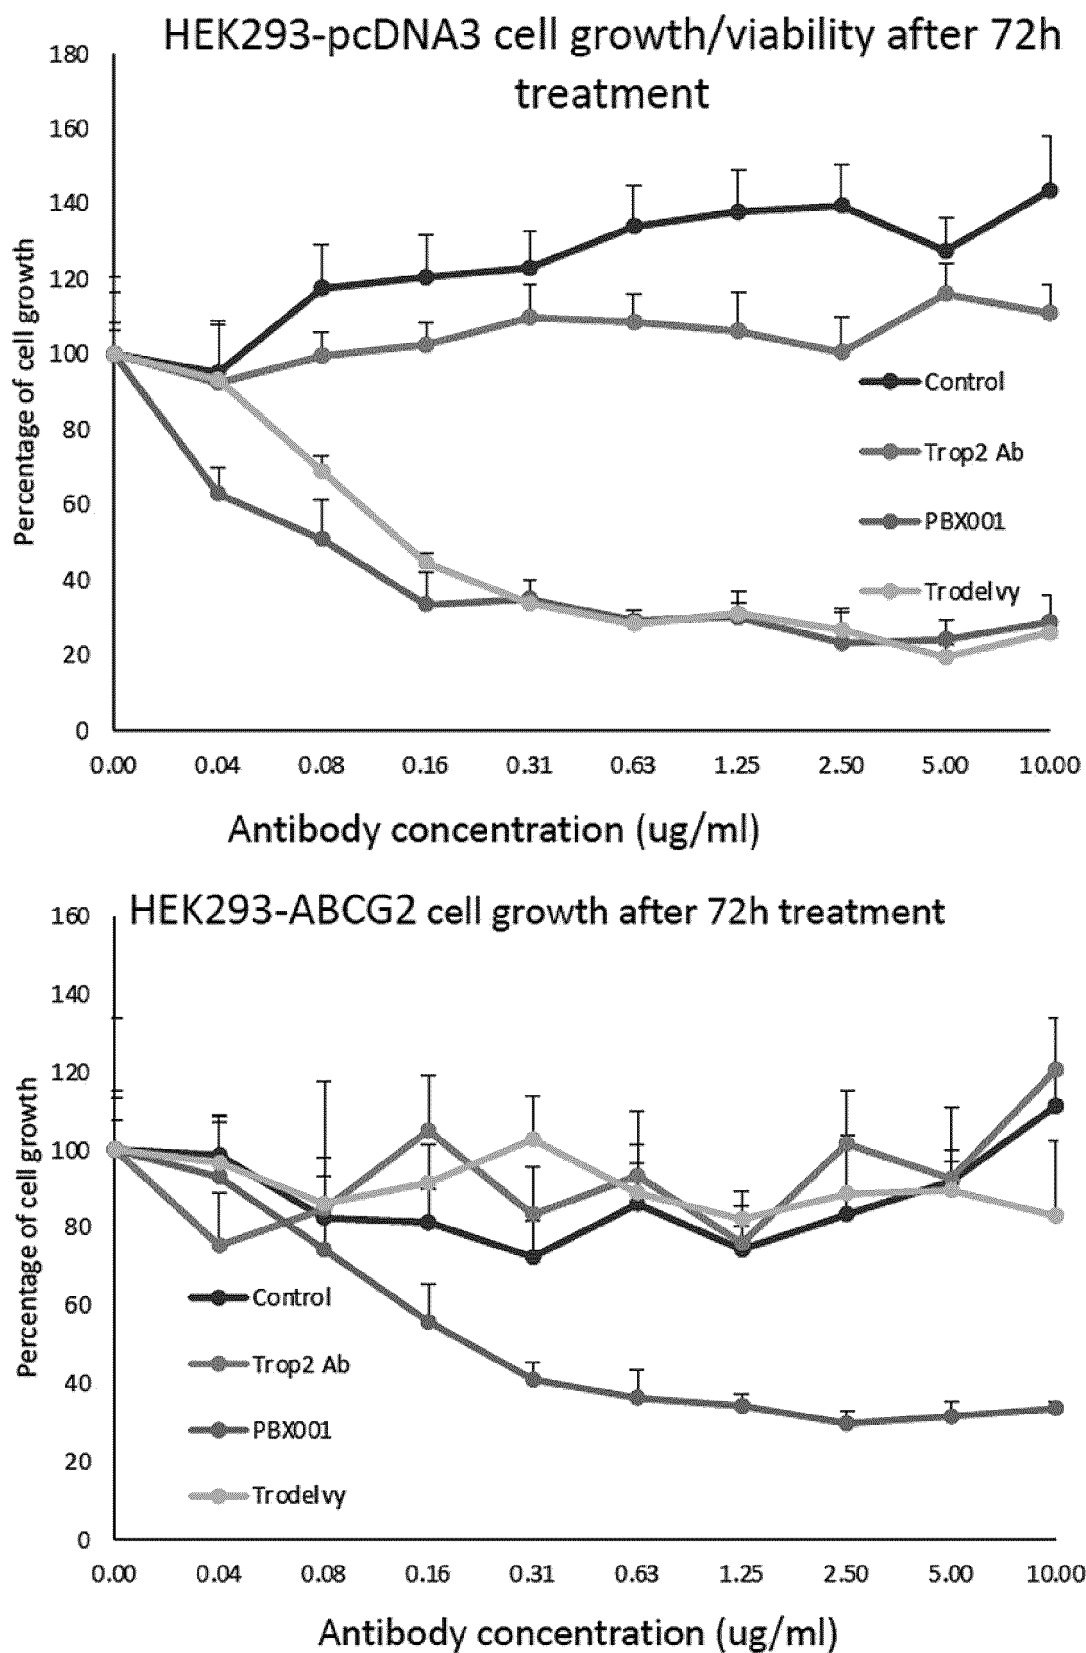 HEK293-pcDNA3 cell growth/viability after 72h
treatment
Percentage of cell growth
180
160
140
120
100
80
60
40
20
0
Control
Trop2 Ab
PBX001
Trodelvy
0.00 0.04 0.08 0.16 0.31 0.63 1.25 2.50 5.00 10.00
Antibody concentration (ug/ml)
HEK293-ABCG2 cell growth after 72h treatment
Percentage of cell growth
160
140
120
100
80
60
40
20
0
Control
Trop2 Ab
PBX001
Trodelvy
0.00 0.04 0.08 0.16 0.31 0.63 1.25 2.50 5.00 10.00
Antibody concentration (ug/ml)